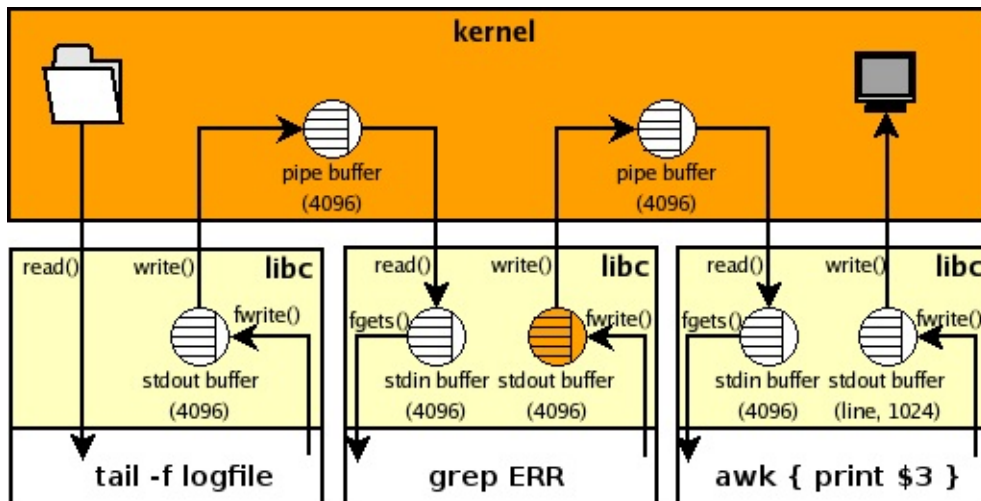 kernel
pipe buffer
(4096)
pipe buffer
(4096)
read()
write()
libc
fwrite()
stdout buffer
(4096)
tail -f logfile
read()
write()
libc
fgets()
fwrite()
stdin buffer
stdout buffer
(4096)
(4096)
grep ERR
read()
write()
libc
fgets()
fwrite()
stdin buffer
stdout buffer
(4096)
(line, 1024)
awk { print $3 }